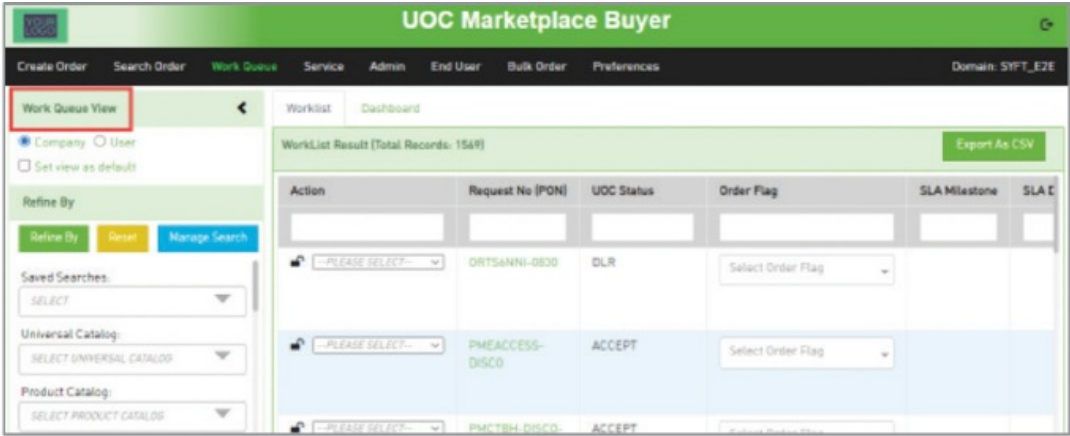 YOUR
LOGO
UOC Marketplace Buyer
Create Order Search Order Work Queue Service Admin End User Bulk Order Preferences Domain: SYFT_E2E
Work Queue View
Company User
Set view as default
Refine By
Refine By Reset Manage Search
Saved Searches:
SELECT
Universal Catalog:
SELECT UNIVERSAL CATALOG
Product Catalog:
SELECT PRODUCT CATALOG
Worklist Dashboard
WorkList Result (Total Records: 1569) Export As CSV
Action Request No (PON) UOC Status Order Flag SLA Milestone SLA D
--PLEASE SELECT-- ORTS6NNI-0830 DLR Select Order Flag
--PLEASE SELECT-- PMEACCESS-
DISCO ACCEPT Select Order Flag
--PLEASE SELECT-- PMCTBH-DISCO- ACCEPT Select Order Flag